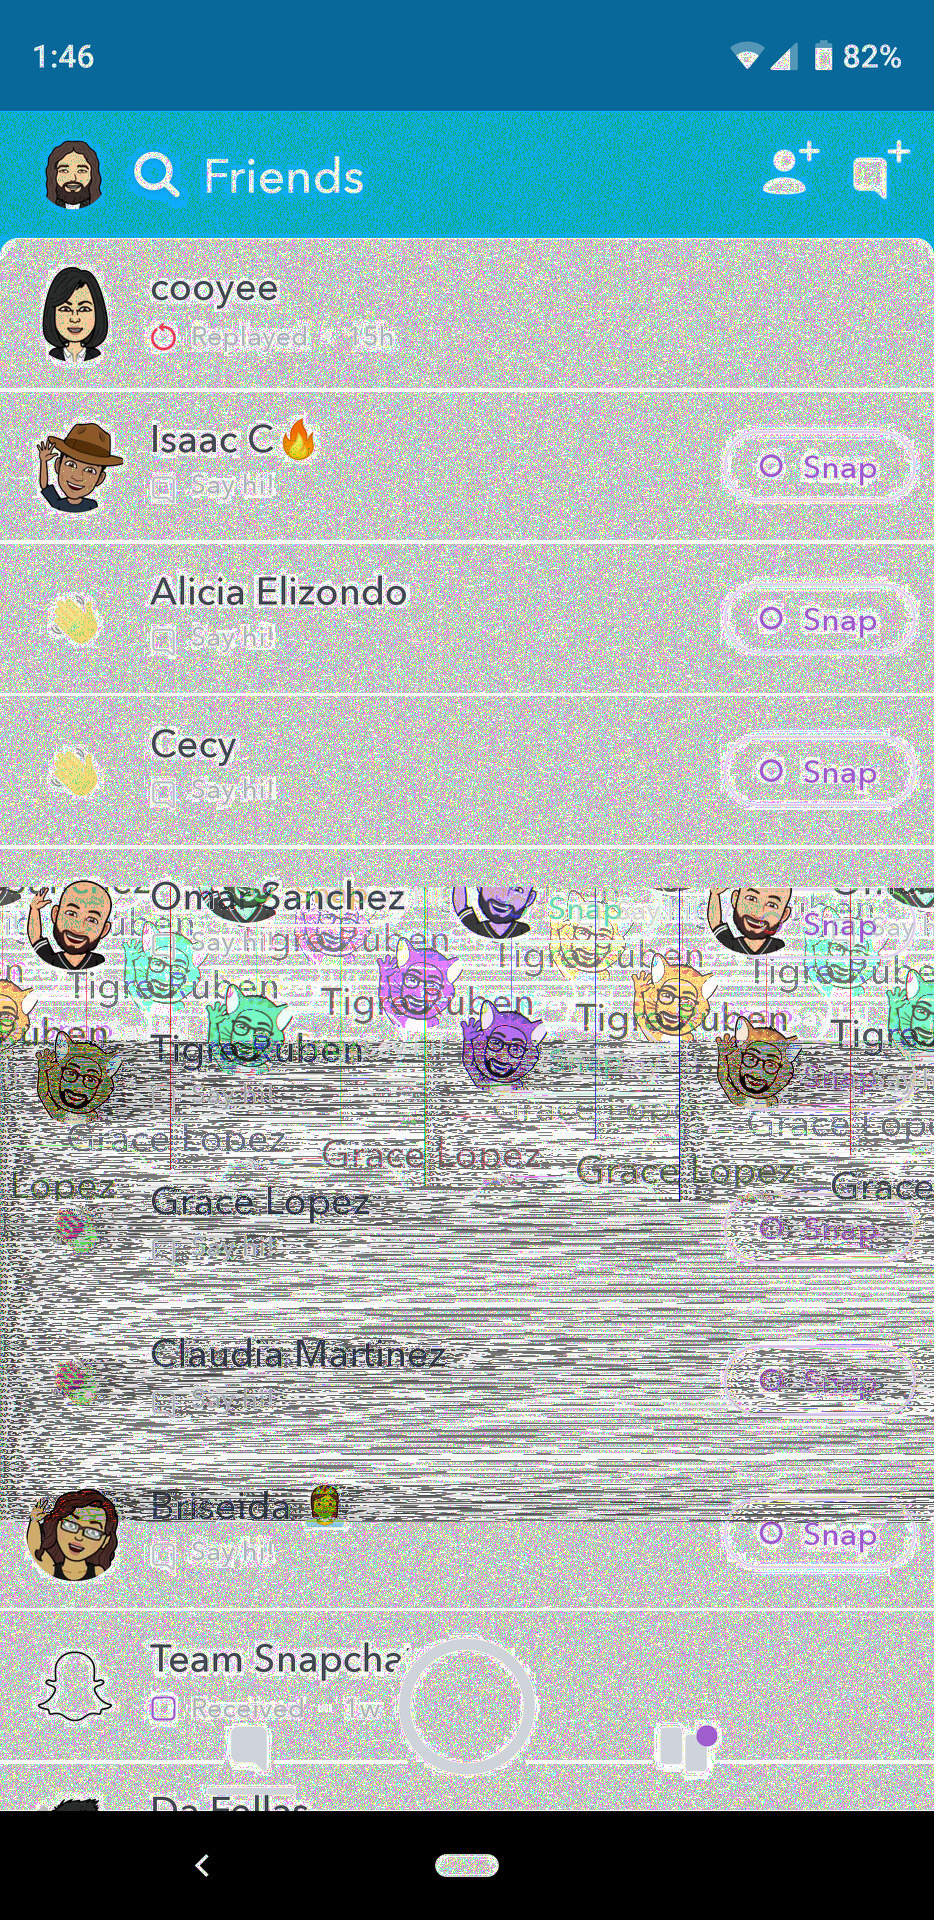 1:46
82%
Friends
cooyee
Replayed 15h
Isaac C🔥
Say hi!
Snap
Alicia Elizondo
Say hi!
Snap
Cecy
Say hi!
Snap
Omar Sanchez
Say hi!
Snap
Tigre Ruben
Say hi!
Snap
Grace Lopez
Say hi!
Snap
Claudia Martinez
Say hi!
Snap
Briseida
Say hi!
Snap
Team Snapcha
Received 1w
Da Fellas